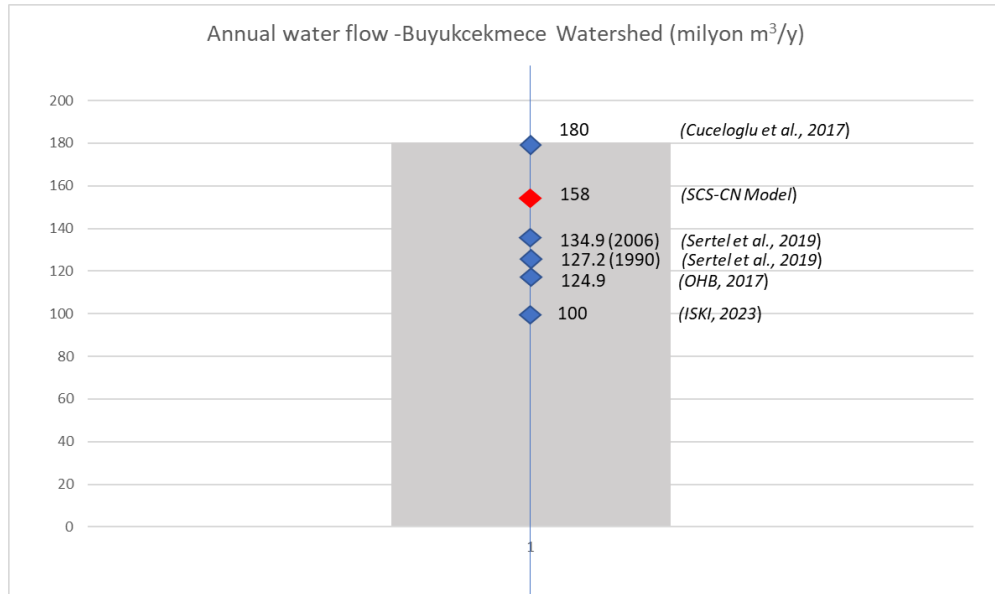 Annual water flow -Buyukcekmece Watershed (milyon m³/y)
200
180
180 (Cuceloglu et al., 2017)
160
158 (SCS-CN Model)
140
134.9 (2006) (Sertel et al., 2019)
127.2 (1990) (Sertel et al., 2019)
120
124.9 (OHB, 2017)
100
100 (ISKI, 2023)
80
60
40
20
0
1